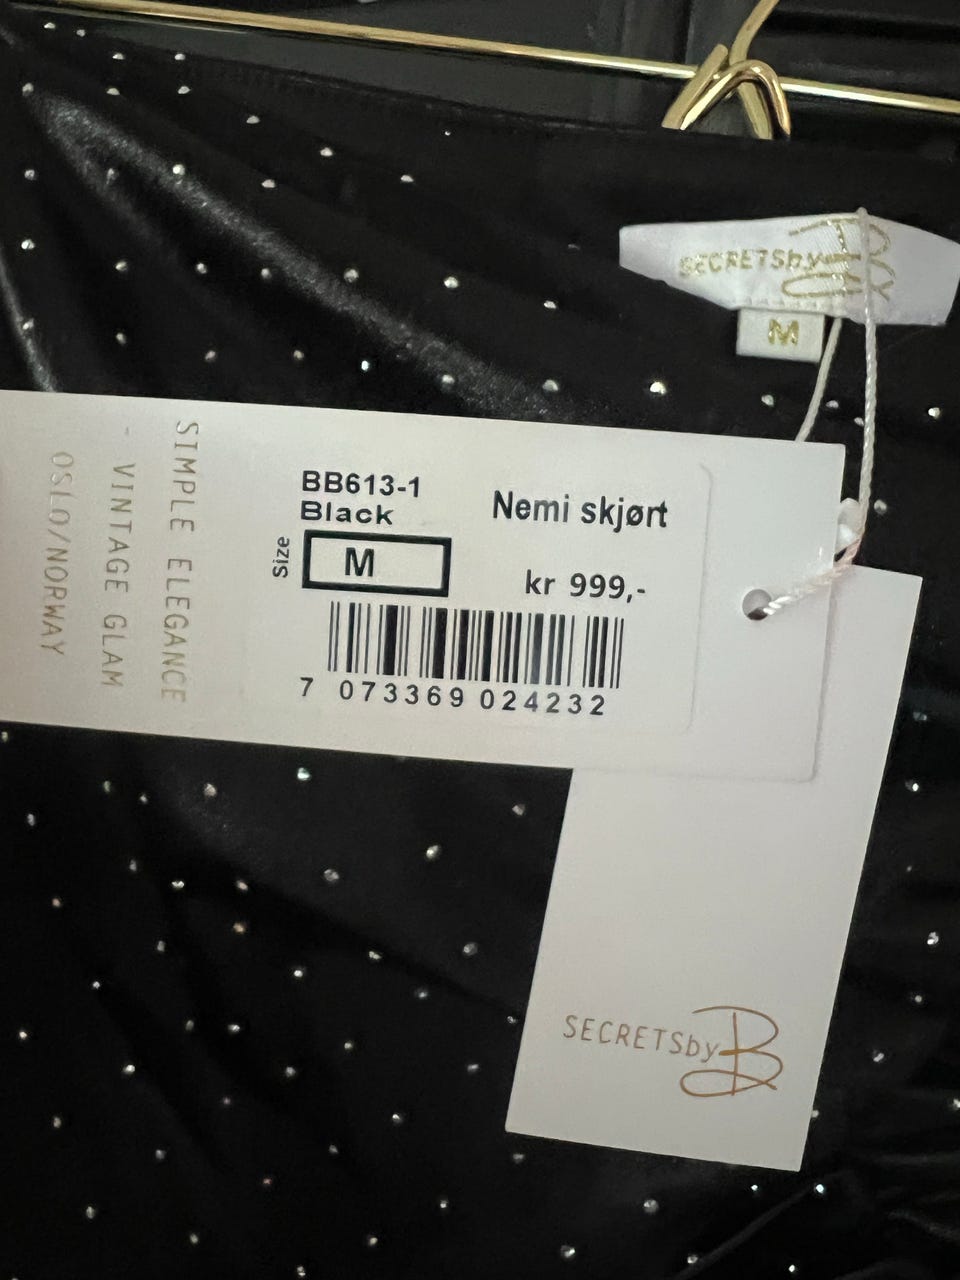 SECRETSby B
M
SIMPLE ELEGANCE
- VINTAGE GLAM
OSLO/NORWAY
BB613-1
Black
Nemi skjørt
Size
M
kr 999,-
7 073369 024232
SECRETSby B